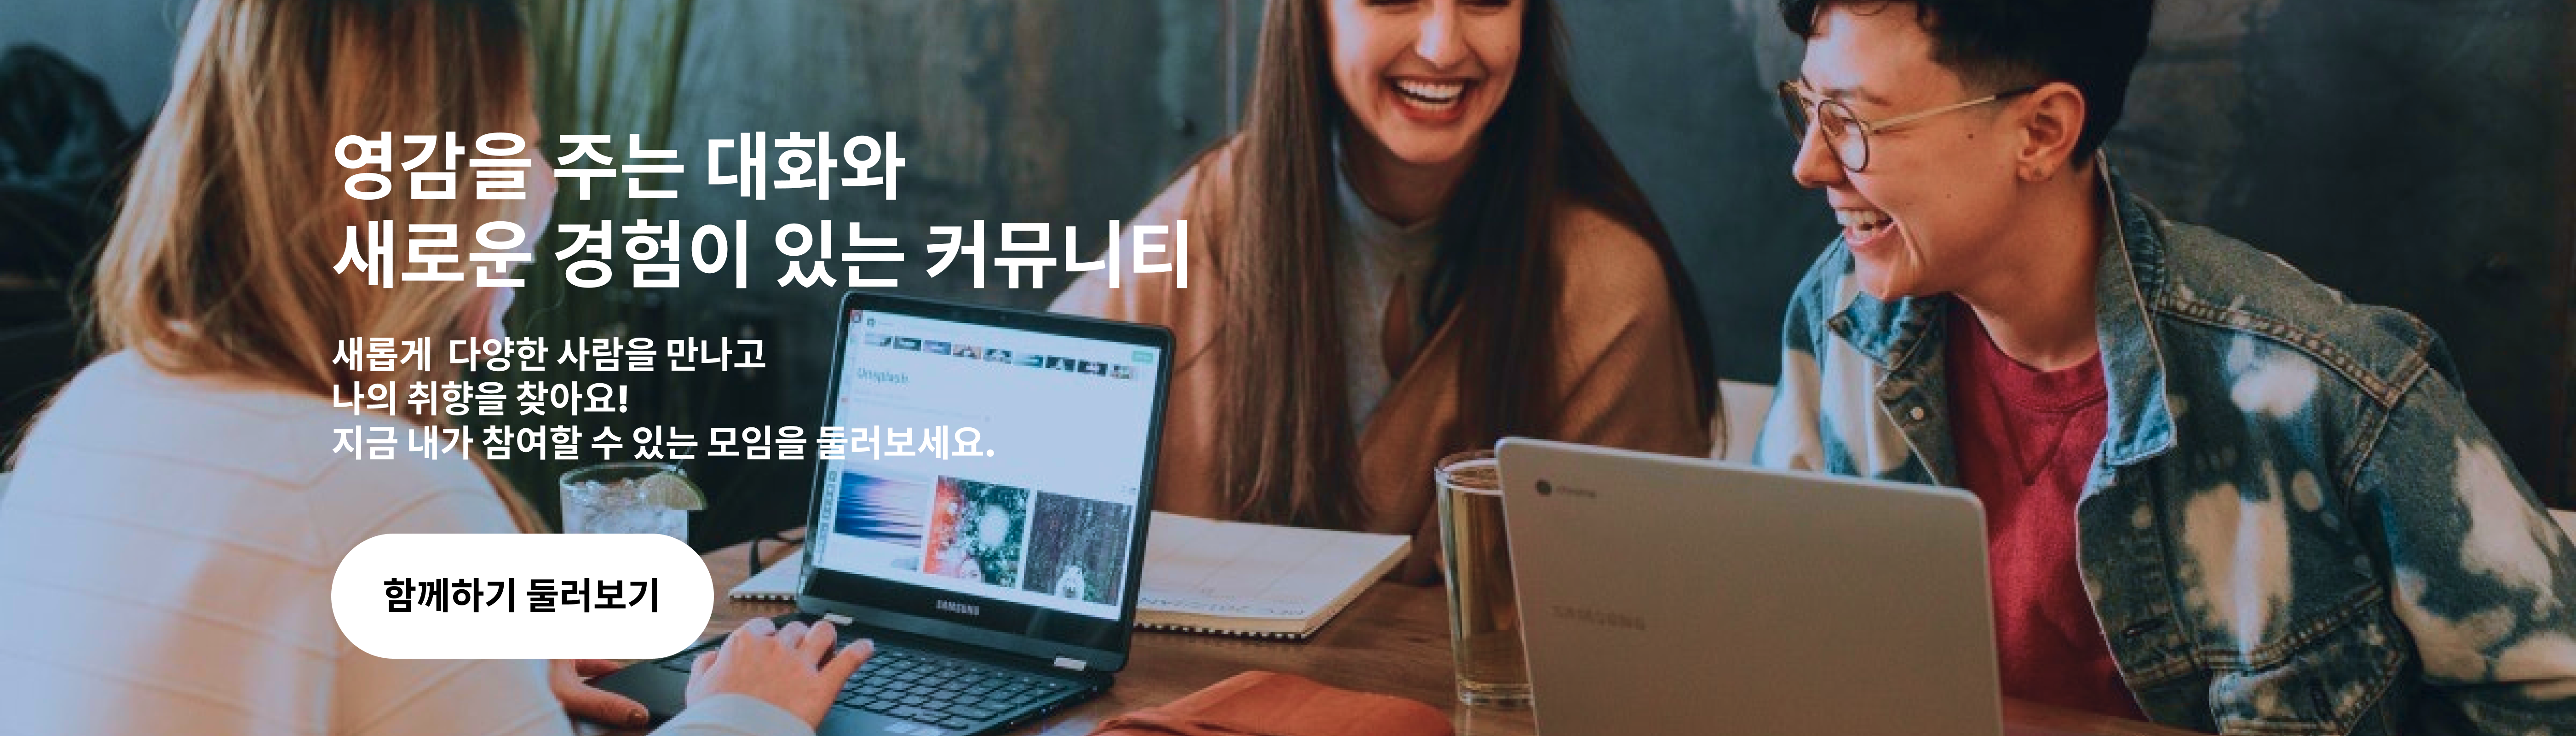 영감을 주는 대화와
새로운 경험이 있는 커뮤니티
새롭게 다양한 사람을 만나고
나의 취향을 찾아요!
지금 내가 참여할 수 있는 모임을 둘러보세요.
함께하기 둘러보기
Unsplash
SAMSUNG
chrome
SAMSUNG